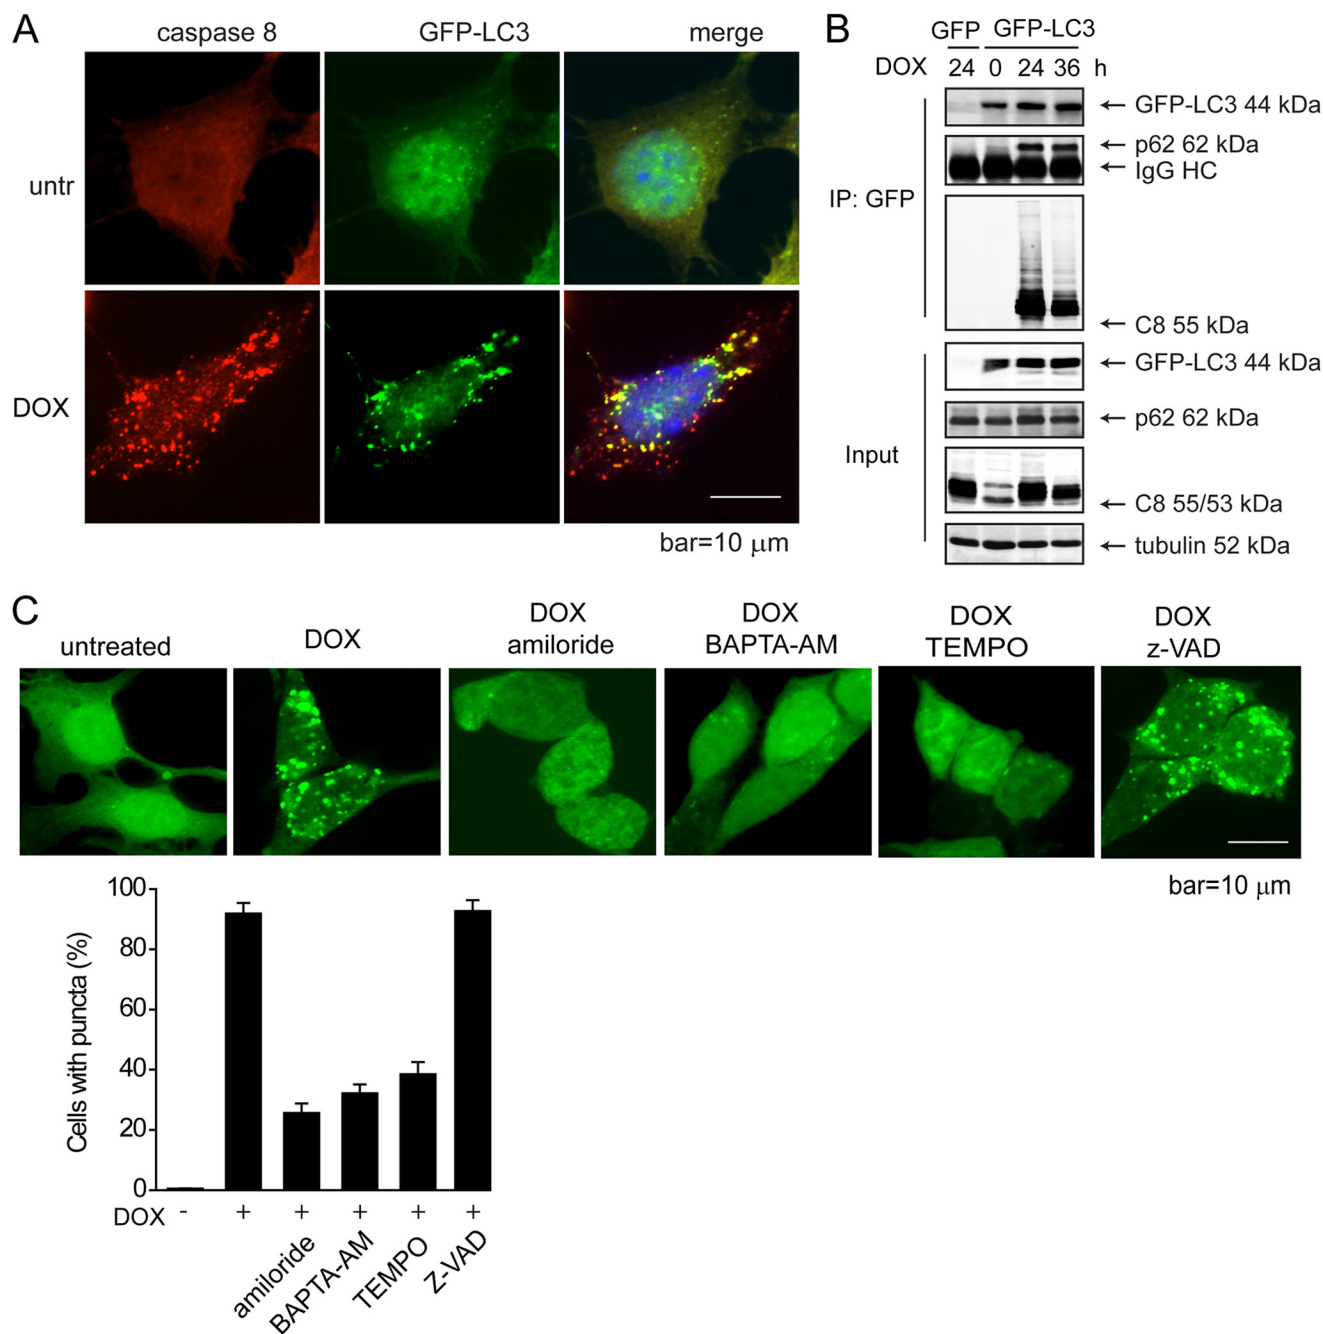 A
caspase 8
GFP-LC3
merge
untr
DOX
bar=10 μm
B
GFP GFP-LC3
DOX 24 0 24 36 h
IP: GFP
GFP-LC3 44 kDa
p62 62 kDa
IgG HC
C8 55 kDa
Input
GFP-LC3 44 kDa
p62 62 kDa
C8 55/53 kDa
tubulin 52 kDa
C
untreated
DOX
DOX
amiloride
DOX
BAPTA-AM
DOX
TEMPO
DOX
z-VAD
bar=10 μm
Cells with puncta (%)
100
80
60
40
20
0
DOX - + + + + +
amiloride
BAPTA-AM
TEMPO
Z-VAD